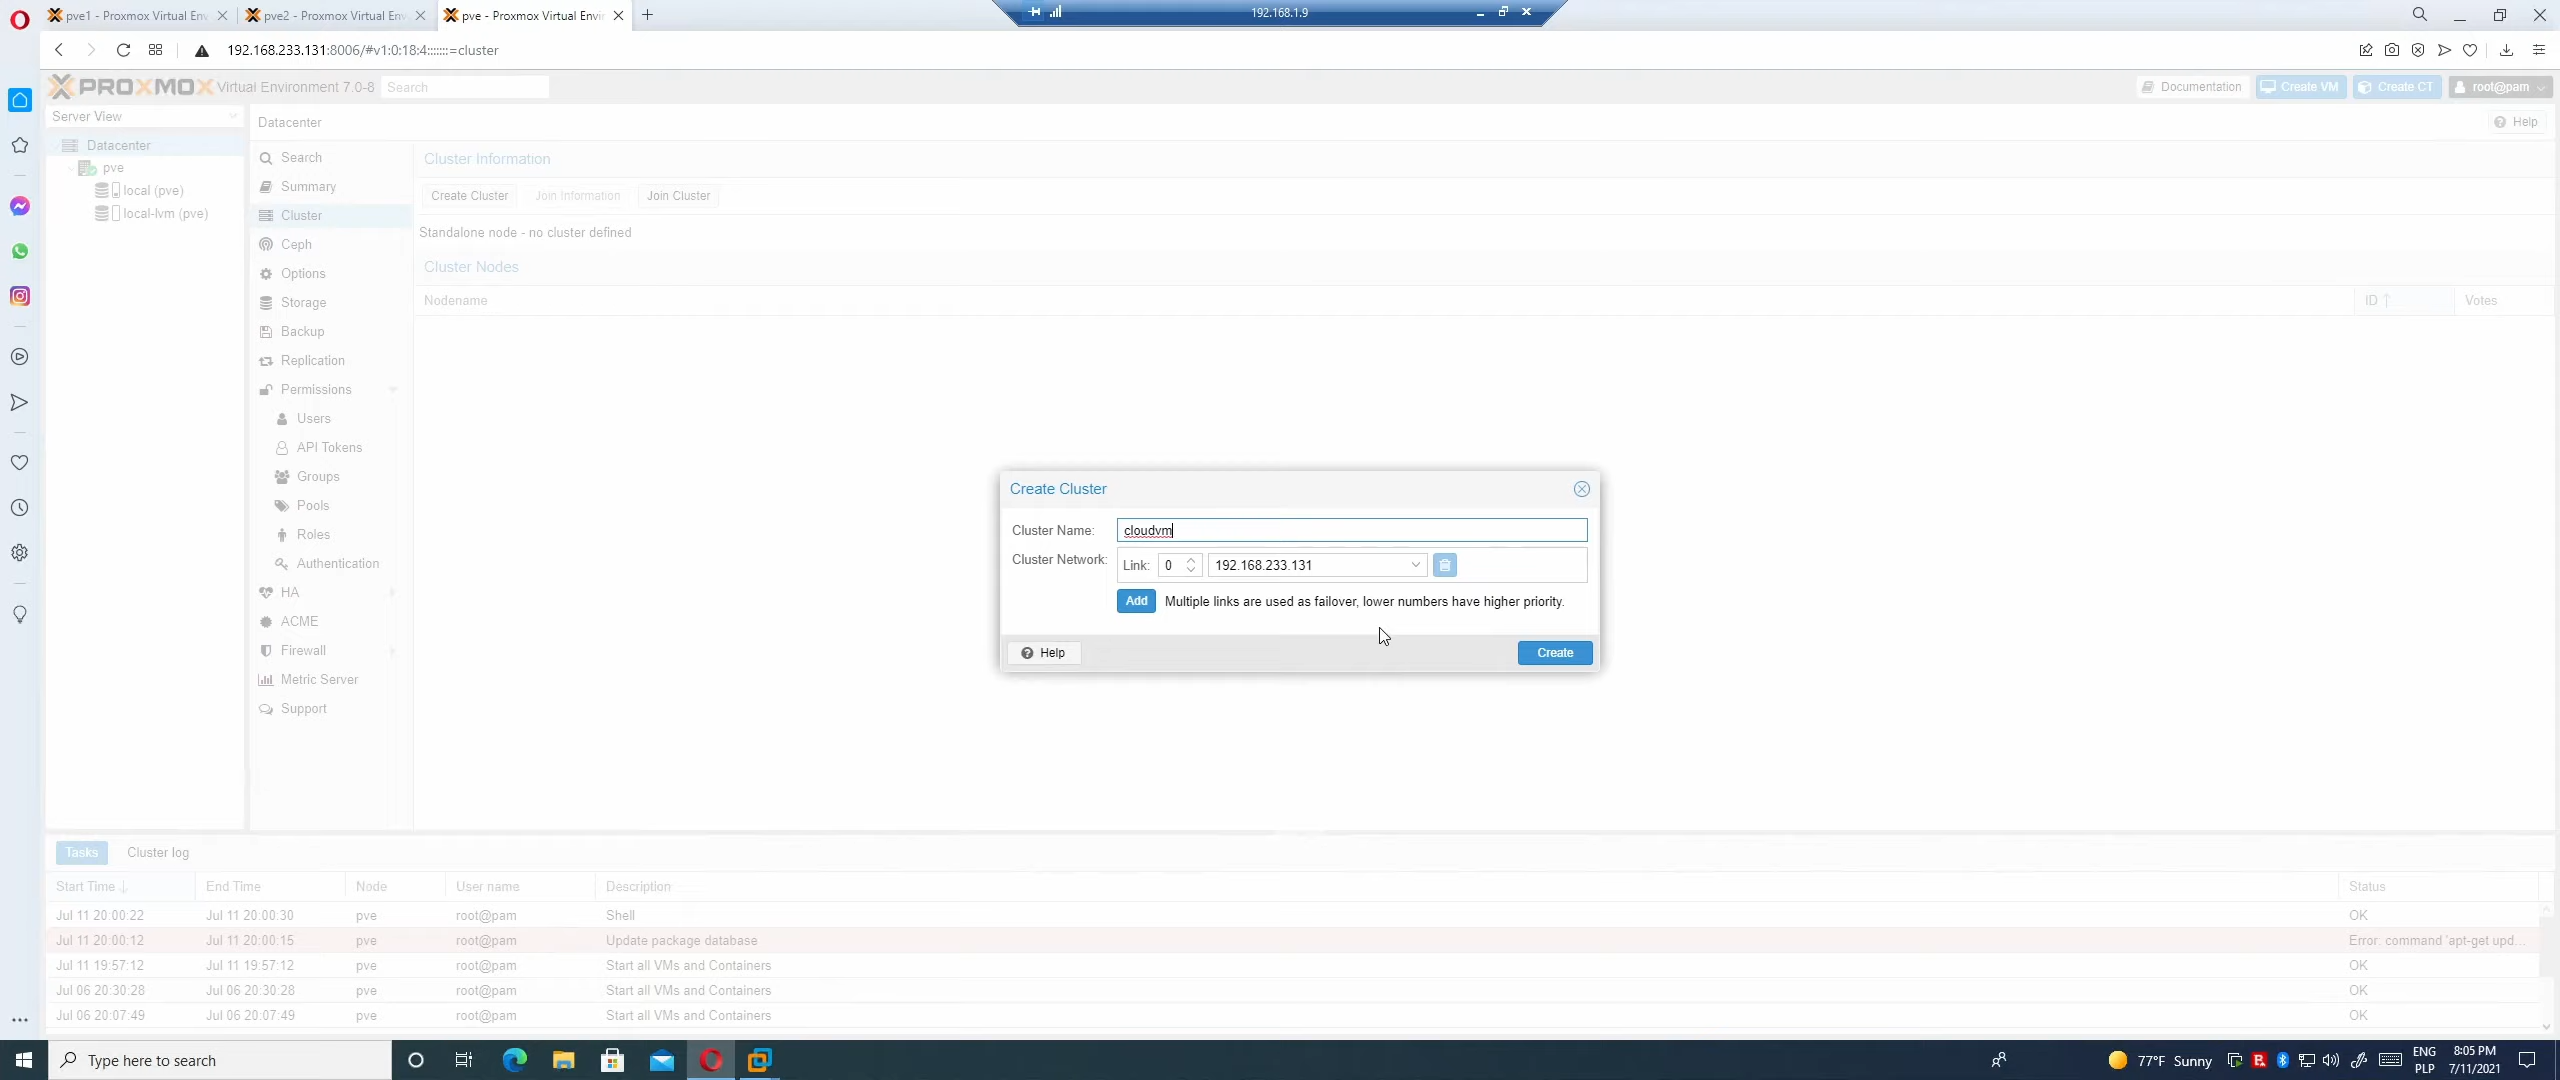 pve1 - Proxmox Virtual Env
pve2 - Proxmox Virtual Env
pve - Proxmox Virtual Envi
192.168.1.9
192.168.233.131:8006/#v1:0:18:4:::::::=cluster
PROXMOX Virtual Environment 7.0-8 Search
Documentation
Create VM
Create CT
root@pam
Server View
Datacenter
pve
local (pve)
local-lvm (pve)
Datacenter
Help
Search
Summary
Cluster
Ceph
Options
Storage
Backup
Replication
Permissions
Users
API Tokens
Groups
Pools
Roles
Authentication
HA
ACME
Firewall
Metric Server
Support
Cluster Information
Create Cluster Join Information Join Cluster
Standalone node - no cluster defined
Cluster Nodes
Nodename ID Votes
Create Cluster
Cluster Name: cloudvm
Cluster Network: Link: 0 192.168.233.131
Add Multiple links are used as failover, lower numbers have higher priority.
Help Create
Tasks Cluster log
Start Time End Time Node User name Description Status
Jul 11 20:00:22 Jul 11 20:00:30 pve root@pam Shell OK
Jul 11 20:00:12 Jul 11 20:00:15 pve root@pam Update package database Error: command 'apt-get upd...
Jul 11 19:57:12 Jul 11 19:57:12 pve root@pam Start all VMs and Containers OK
Jul 06 20:30:28 Jul 06 20:30:28 pve root@pam Start all VMs and Containers OK
Jul 06 20:07:49 Jul 06 20:07:49 pve root@pam Start all VMs and Containers OK
Type here to search
77°F Sunny
ENG
PLP
8:05 PM
7/11/2021